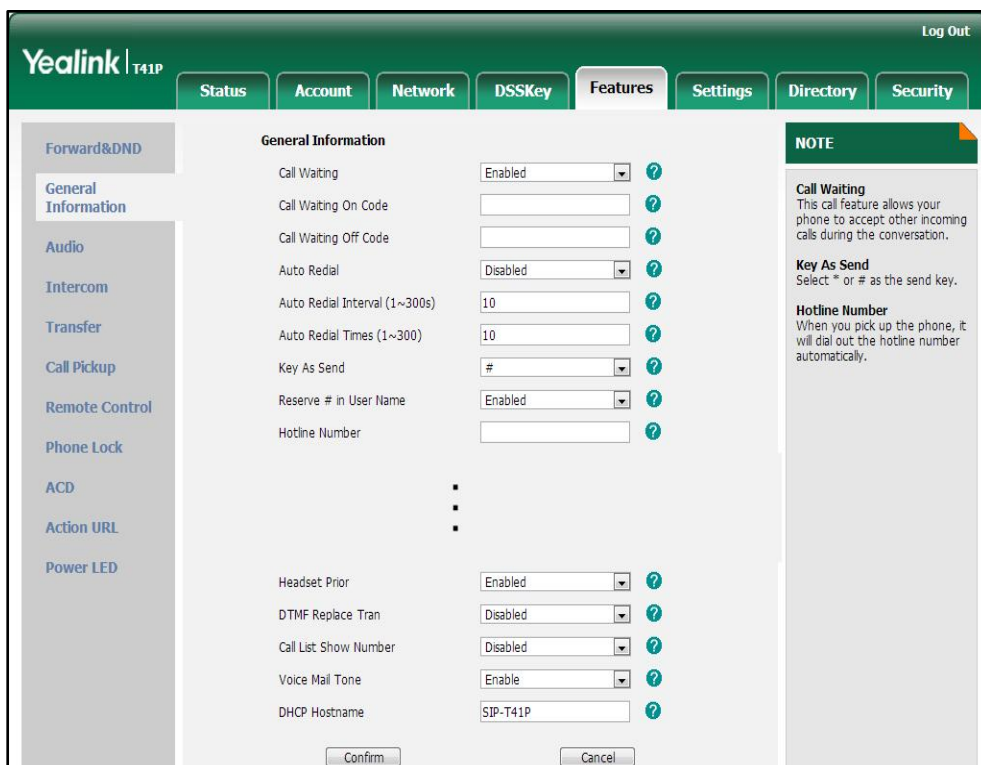 Log Out
Yealink T41P
Status Account Network DSSKey Features Settings Directory Security
Forward&DND
General
Information
Audio
Intercom
Transfer
Call Pickup
Remote Control
Phone Lock
ACD
Action URL
Power LED
General Information
Call Waiting Enabled ?
Call Waiting On Code ?
Call Waiting Off Code ?
Auto Redial Disabled ?
Auto Redial Interval (1~300s) 10 ?
Auto Redial Times (1~300) 10 ?
Key As Send # ?
Reserve # in User Name Enabled ?
Hotline Number ?
Headset Prior Enabled ?
DTMF Replace Tran Disabled ?
Call List Show Number Disabled ?
Voice Mail Tone Enable ?
DHCP Hostname SIP-T41P ?
Confirm Cancel
NOTE
Call Waiting
This call feature allows your
phone to accept other incoming
calls during the conversation.
Key As Send
Select * or # as the send key.
Hotline Number
When you pick up the phone, it
will dial out the hotline number
automatically.